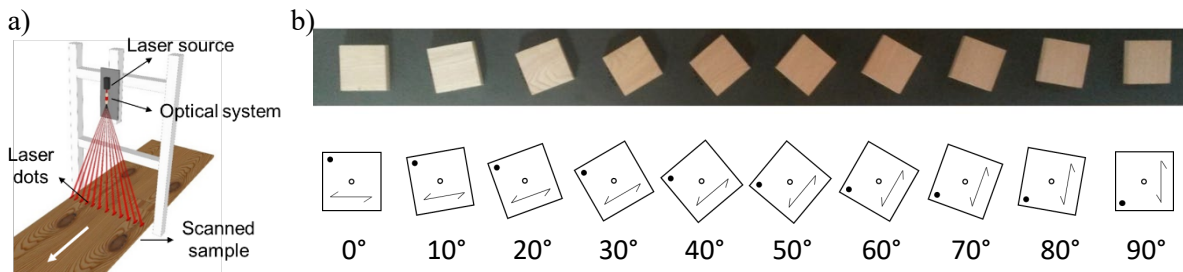 a)
Laser source
Optical system
Laser
dots
Scanned
sample
b)
0° 10° 20° 30° 40° 50° 60° 70° 80° 90°